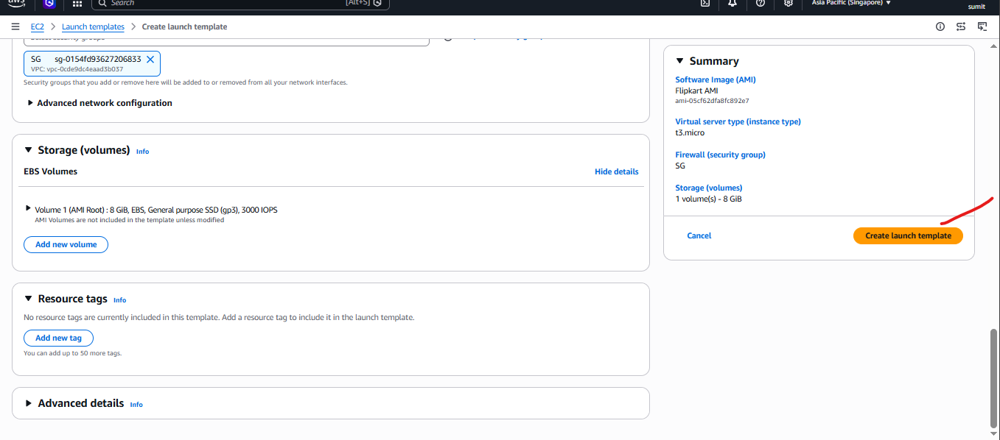 aws
Search
[Alt+S]
Asia Pacific (Singapore) ▼
sumit
EC2 > Launch templates > Create launch template
SG sg-0154fd93627206833
VPC: vpc-0cde9dc4eaad3b037
Security groups that you add or remove here will be added to or removed from all your network interfaces.
Advanced network configuration
Storage (volumes) Info
EBS Volumes
Hide details
Volume 1 (AMI Root) : 8 GiB, EBS, General purpose SSD (gp3), 3000 IOPS
AMI Volumes are not included in the template unless modified
Add new volume
Resource tags Info
No resource tags are currently included in this template. Add a resource tag to include it in the launch template.
Add new tag
You can add up to 50 more tags.
Advanced details Info
Summary
Software Image (AMI)
Flipkart AMI
ami-05cf62dfa8fc892e7
Virtual server type (instance type)
t3.micro
Firewall (security group)
SG
Storage (volumes)
1 volume(s) - 8 GiB
Cancel
Create launch template